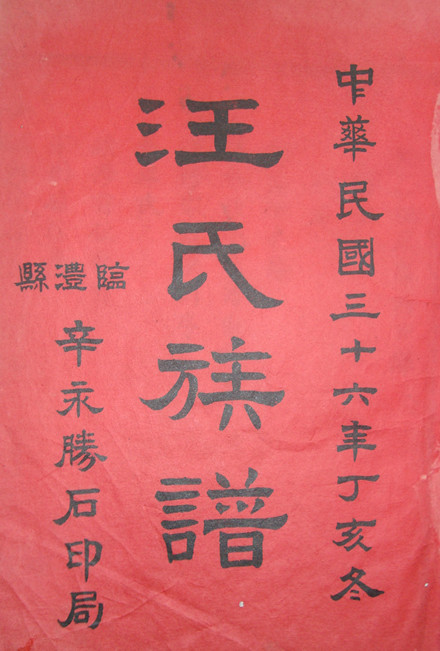 中華民國三十六年丁亥冬
汪氏族譜
臨澧縣
辛永勝石印局